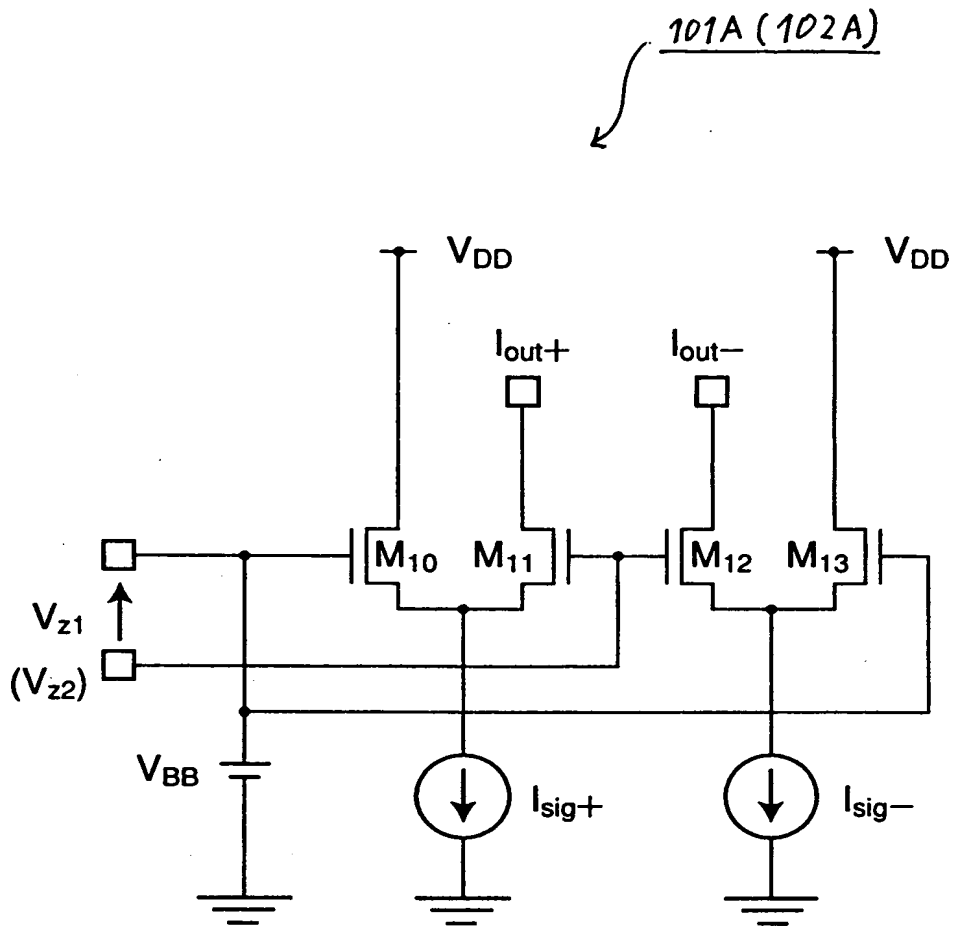 101A (102A)
VDD
VDD
Iout+
Iout−
M10
M11
M12
M13
Vz1
(Vz2)
VBB
Isig+
Isig−